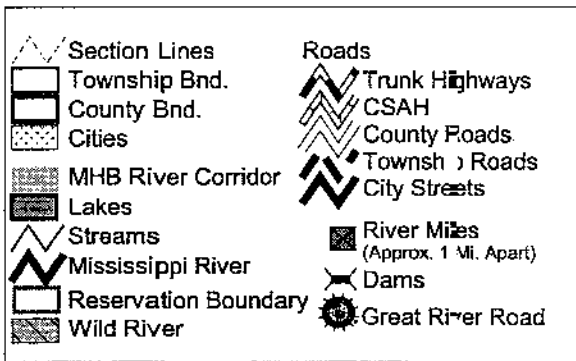 Section Lines
Township Bnd.
County Bnd.
Cities
MHB River Corridor
Lakes
Streams
Mississippi River
Reservation Boundary
Wild River
Roads
Trunk Highways
CSAH
County Roads
Township Roads
City Streets
River Miles
(Approx. 1 Mi. Apart)
Dams
Great River Road